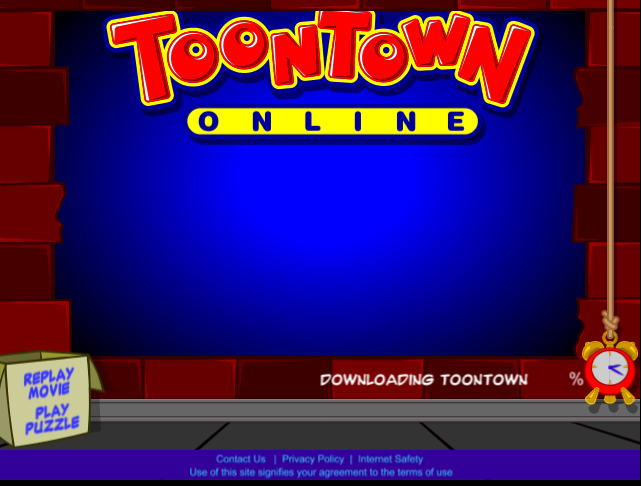 TOONTOWN
ONLINE
DOWNLOADING TOONTOWN %
REPLAY
MOVIE
PLAY
PUZZLE
Contact Us | Privacy Policy | Internet Safety
Use of this site signifies your agreement to the terms of use